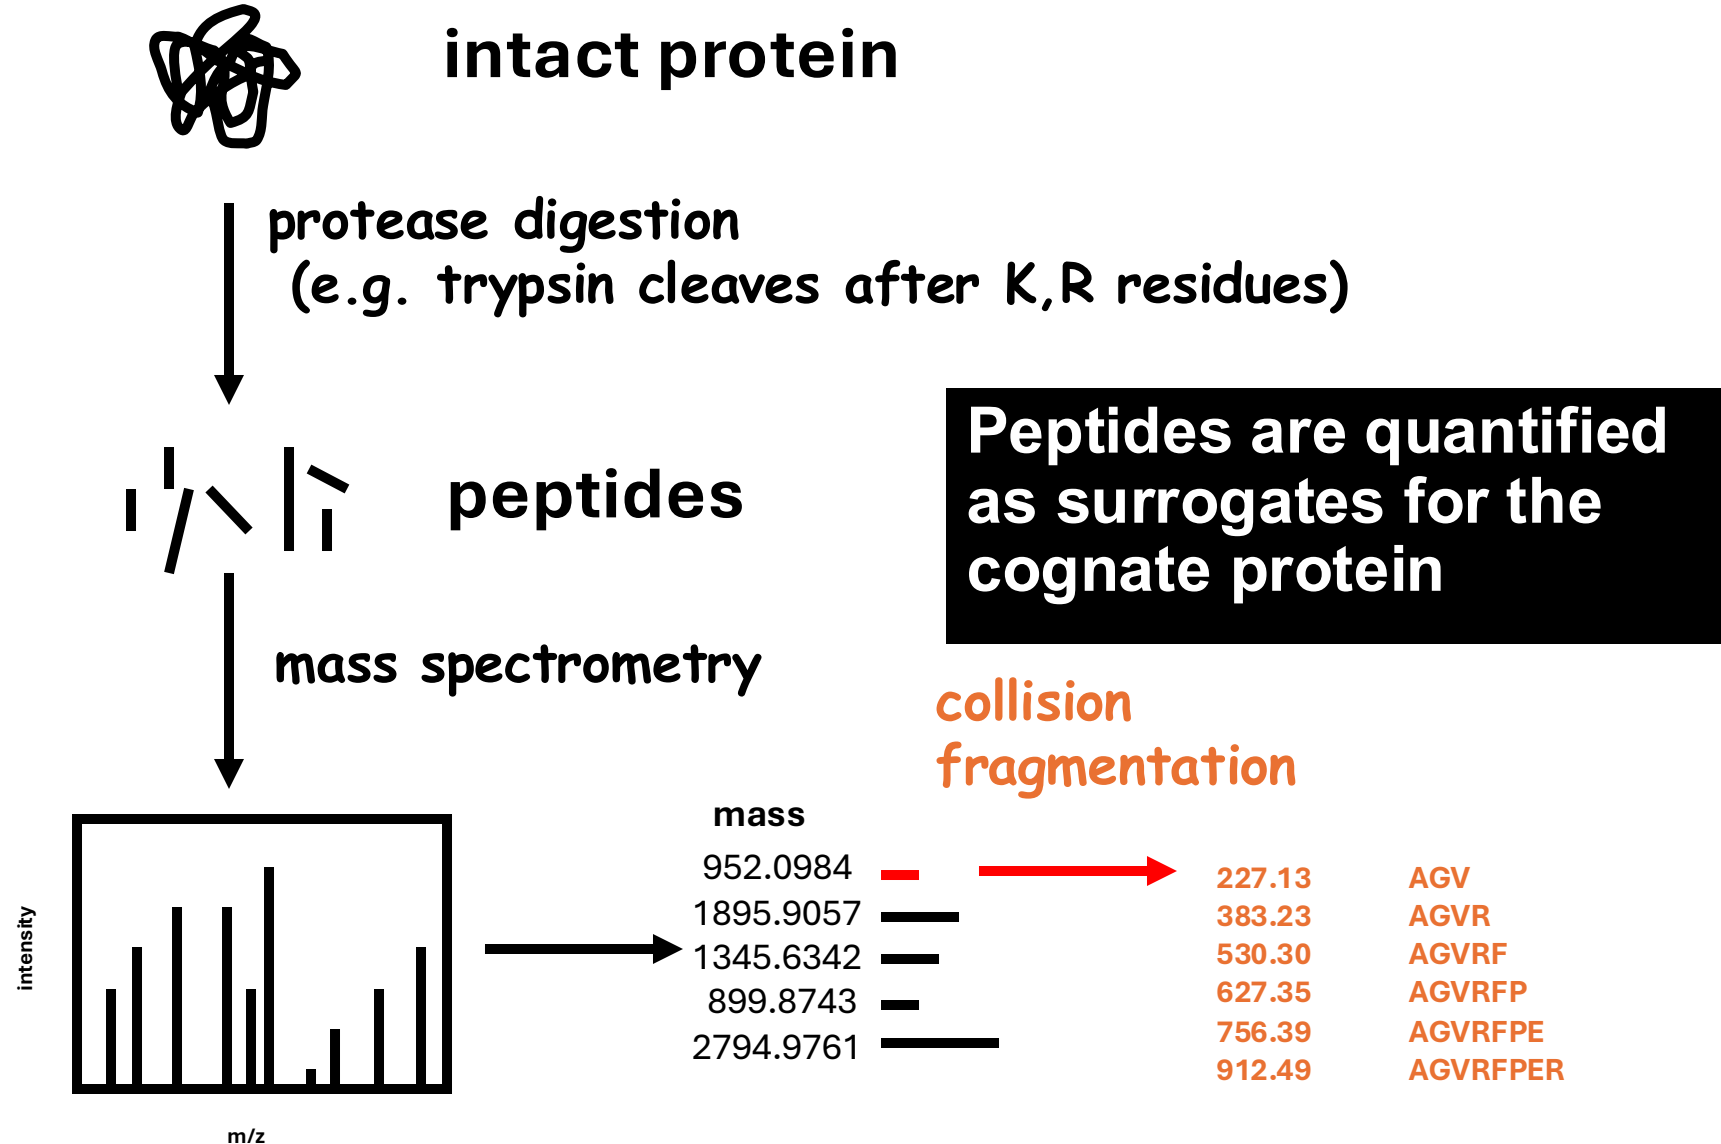 intact protein
protease digestion
(e.g. trypsin cleaves after K,R residues)
peptides
Peptides are quantified
as surrogates for the
cognate protein
mass spectrometry
collision
fragmentation
mass
952.0984
1895.9057
1345.6342
899.8743
2794.9761
227.13 AGV
383.23 AGVR
530.30 AGVRF
627.35 AGVRFP
756.39 AGVRFPE
912.49 AGVRFPER
intensity
m/z